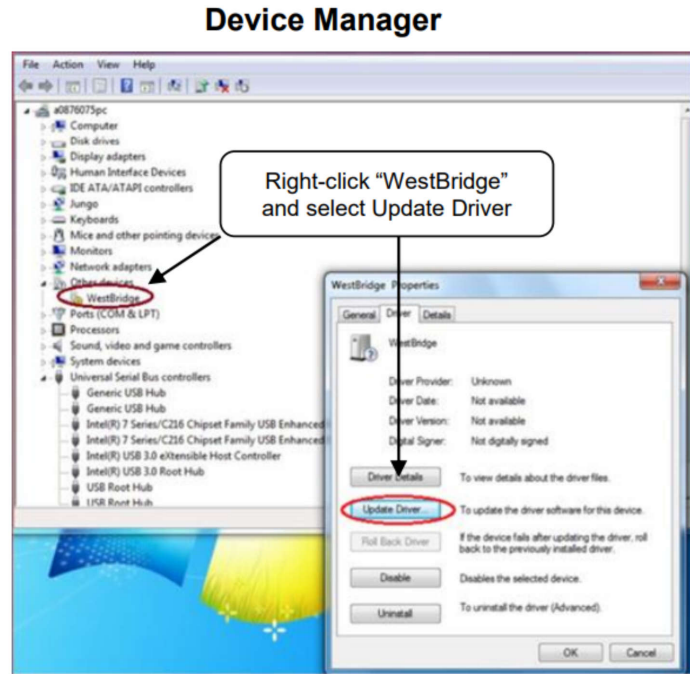 Device Manager
File Action View Help
a0876075pc
Computer
Disk drives
Display adapters
Human Interface Devices
IDE ATA/ATAPI controllers
Jungo
Keyboards
Mice and other pointing devices
Monitors
Network adapters
Other devices
WestBridge
Ports (COM & LPT)
Processors
Sound, video and game controllers
System devices
Universal Serial Bus controllers
Generic USB Hub
Generic USB Hub
Intel(R) 7 Series/C216 Chipset Family USB Enhanced
Intel(R) 7 Series/C216 Chipset Family USB Enhanced
Intel(R) USB 3.0 eXtensible Host Controller
Intel(R) USB 3.0 Root Hub
USB Root Hub
USB Root Hub
Right-click “WestBridge”
and select Update Driver
WestBridge Properties
General Driver Details
WestBridge
Driver Provider: Unknown
Driver Date: Not available
Driver Version: Not available
Digital Signer: Not digitally signed
Driver Details To view details about the driver files.
Update Driver... To update the driver software for this device.
Roll Back Driver If the device fails after updating the driver, roll
back to the previously installed driver.
Disable Disables the selected device.
Uninstall To uninstall the driver (Advanced).
OK Cancel